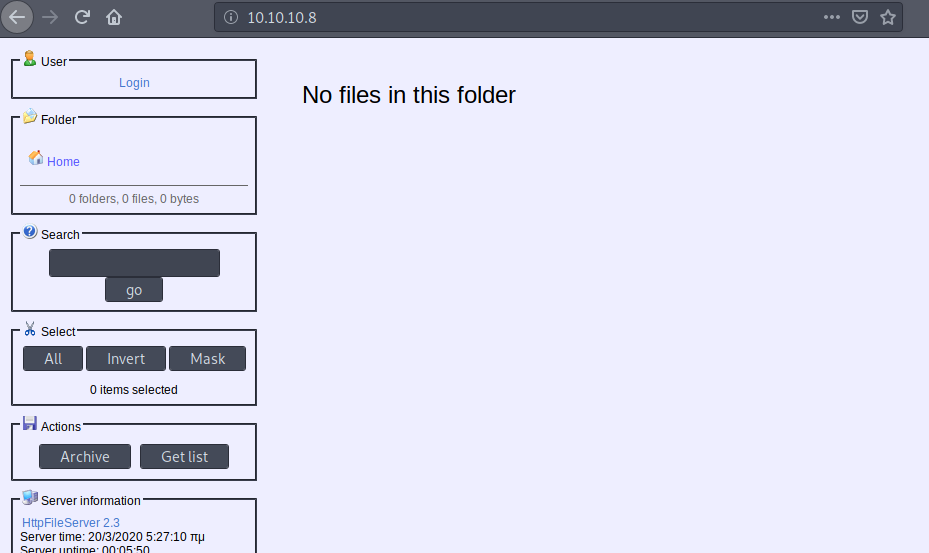 10.10.10.8
User
Login
No files in this folder
Folder
Home
0 folders, 0 files, 0 bytes
Search
go
Select
All Invert Mask
0 items selected
Actions
Archive Get list
Server information
HttpFileServer 2.3
Server time: 20/3/2020 5:27:10 πμ
Server uptime: 00:05:50